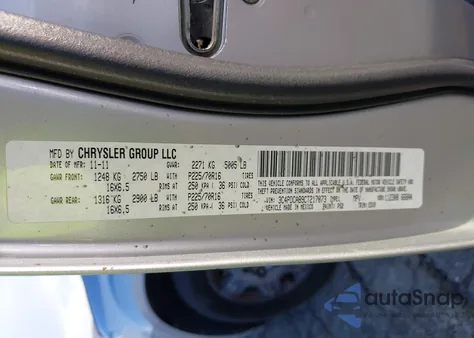 MFD BY CHRYSLER GROUP LLC
DATE OF MFR: 11-11 GVWR: 2271 KG 5005 LB
GAWR FRONT: 1248 KG 2750 LB WITH P225/70R16 TIRES
16X6.5 RIMS AT 250 KPA / 36 PSI COLD
GAWR REAR: 1316 KG 2900 LB WITH P225/70R16 TIRES
16X6.5 RIMS AT 250 KPA / 36 PSI COLD
THIS VEHICLE CONFORMS TO ALL APPLICABLE U.S.A. FEDERAL MOTOR VEHICLE SAFETY AND
THEFT PREVENTION STANDARDS IN EFFECT ON THE DATE OF MANUFACTURE SHOWN ABOVE.
MPV
VEHICLE MADE IN MEXICO PAINT: TRIM:
autoSnap